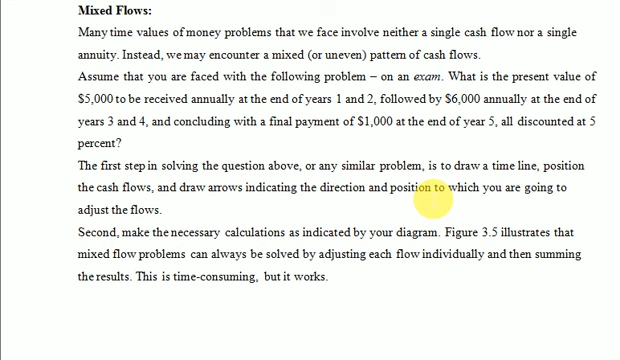 Mixed Flows:
Many time values of money problems that we face involve neither a single cash flow nor a single
annuity. Instead, we may encounter a mixed (or uneven) pattern of cash flows.
Assume that you are faced with the following problem – on an exam. What is the present value of
$5,000 to be received annually at the end of years 1 and 2, followed by $6,000 annually at the end of
years 3 and 4, and concluding with a final payment of $1,000 at the end of year 5, all discounted at 5
percent?
The first step in solving the question above, or any similar problem, is to draw a time line, position
the cash flows, and draw arrows indicating the direction and position to which you are going to
adjust the flows.
Second, make the necessary calculations as indicated by your diagram. Figure 3.5 illustrates that
mixed flow problems can always be solved by adjusting each flow individually and then summing
the results. This is time-consuming, but it works.